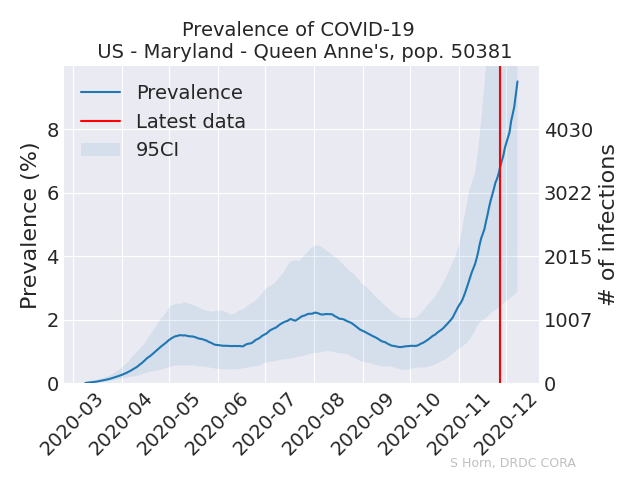 Prevalence of COVID-19
US - Maryland - Queen Anne's, pop. 50381
Prevalence
Latest data
95CI
Prevalence (%)
8
6
4
2
0
4030
3022
2015
1007
0
# of infections
2020-03
2020-04
2020-05
2020-06
2020-07
2020-08
2020-09
2020-10
2020-11
2020-12
S Horn, DRDC CORA